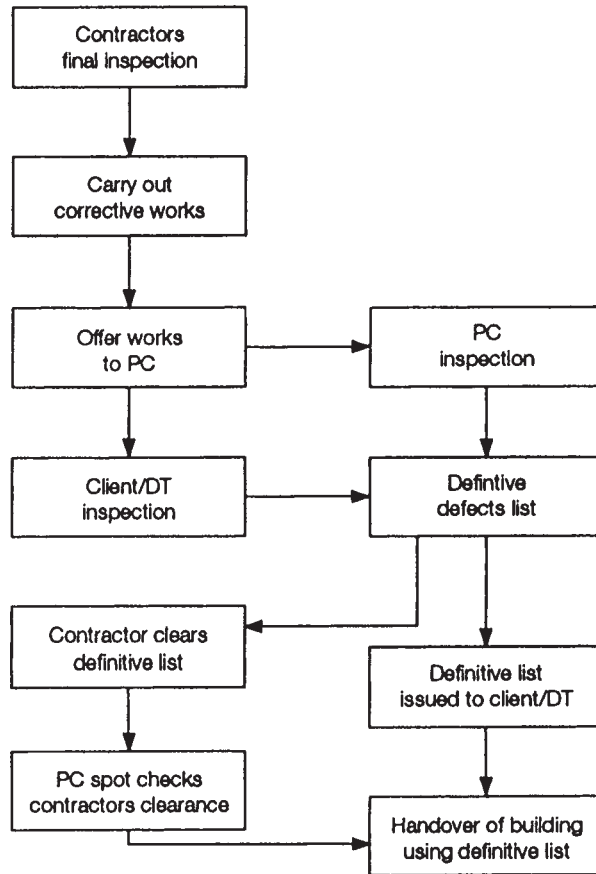 Contractors
final inspection
Carry out
corrective works
Offer works
to PC
PC
inspection
Client/DT
inspection
Defintive
defects list
Contractor clears
definitive list
Definitive list
issued to client/DT
PC spot checks
contractors clearance
Handover of building
using definitive list